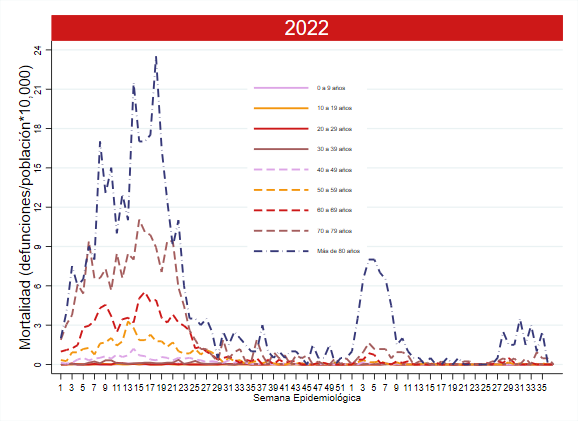 2022
Mortalidad (defunciones/población*10,000)
24
21
18
15
12
9
6
3
0
0 a 9 años
10 a 19 años
20 a 29 años
30 a 39 años
40 a 49 años
50 a 59 años
60 a 69 años
70 a 79 años
Más de 80 años
1 3 5 7 9 11 13 15 17 19 21 23 25 27 29 31 33 35 37 39 41 43 45 47 49 51 1 3 5 7 9 11 13 15 17 19 21 23 25 27 29 31 33 35
Semana Epidemiológica